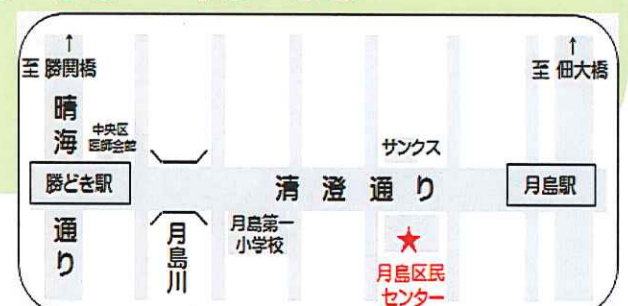 ↑
至 勝関橋
↑
至 佃大橋
晴海
中央区
医師会館
サンクス
勝どき駅
清澄通り
月島駅
通り
月島川
月島第一
小学校
★
月島区民
センター